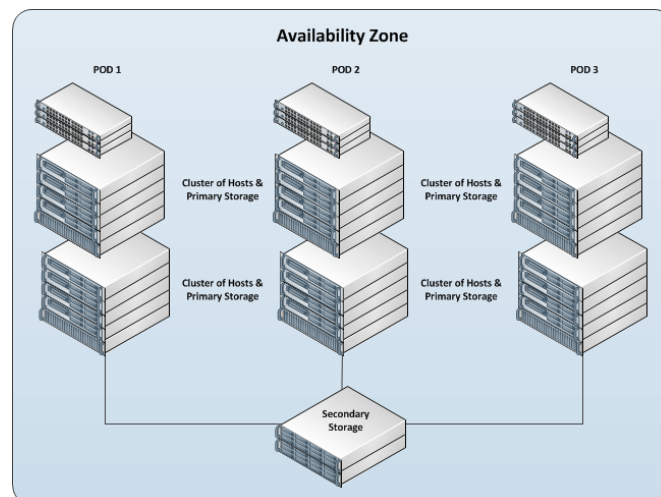 Availability Zone
POD 1
POD 2
POD 3
Cluster of Hosts &
Primary Storage
Cluster of Hosts &
Primary Storage
Cluster of Hosts &
Primary Storage
Cluster of Hosts &
Primary Storage
Secondary
Storage